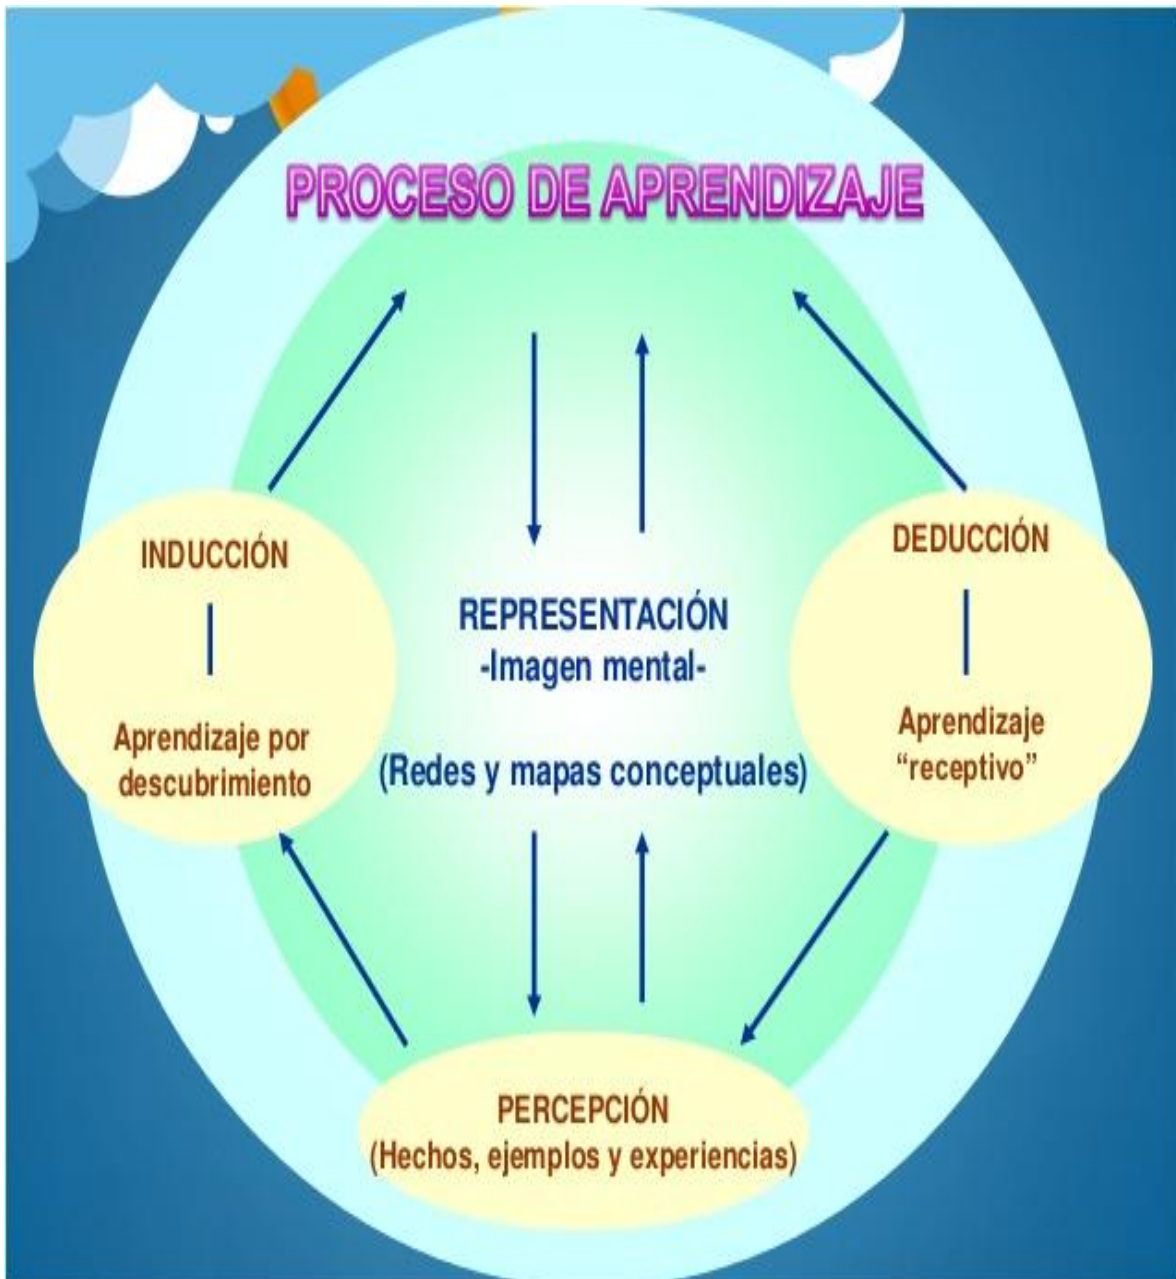 PROCESO DE APRENDIZAJE
INDUCCIÓN
Aprendizaje por
descubrimiento
REPRESENTACIÓN
-Imagen mental-
(Redes y mapas conceptuales)
DEDUCCIÓN
Aprendizaje
“receptivo”
PERCEPCIÓN
(Hechos, ejemplos y experiencias)